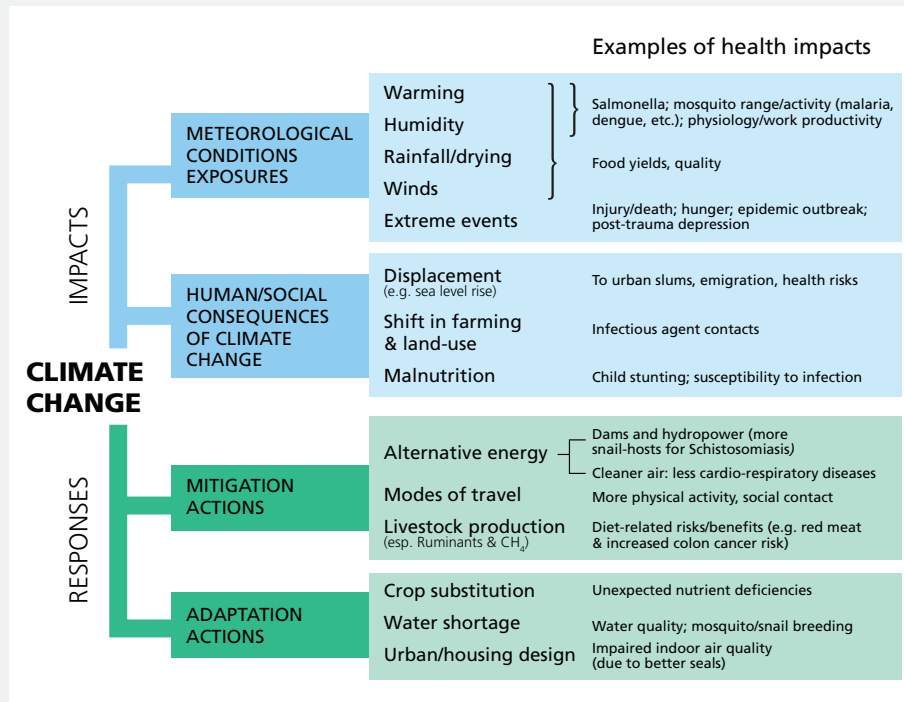 Examples of health impacts
IMPACTS
METEOROLOGICAL
CONDITIONS
EXPOSURES
Warming
Humidity
Rainfall/drying
Winds
Extreme events
Salmonella; mosquito range/activity (malaria,
dengue, etc.); physiology/work productivity
Food yields, quality
Injury/death; hunger; epidemic outbreak;
post-trauma depression
HUMAN/SOCIAL
CONSEQUENCES
OF CLIMATE
CHANGE
Displacement
(e.g. sea level rise)
To urban slums, emigration, health risks
Shift in farming
& land-use
Infectious agent contacts
Malnutrition
Child stunting; susceptibility to infection
CLIMATE
CHANGE
RESPONSES
MITIGATION
ACTIONS
Alternative energy
Dams and hydropower (more
snail-hosts for Schistosomiasis)
Cleaner air: less cardio-respiratory diseases
Modes of travel
More physical activity, social contact
Livestock production
(esp. Ruminants & CH₄)
Diet-related risks/benefits (e.g. red meat
& increased colon cancer risk)
ADAPTATION
ACTIONS
Crop substitution
Unexpected nutrient deficiencies
Water shortage
Water quality; mosquito/snail breeding
Urban/housing design
Impaired indoor air quality
(due to better seals)